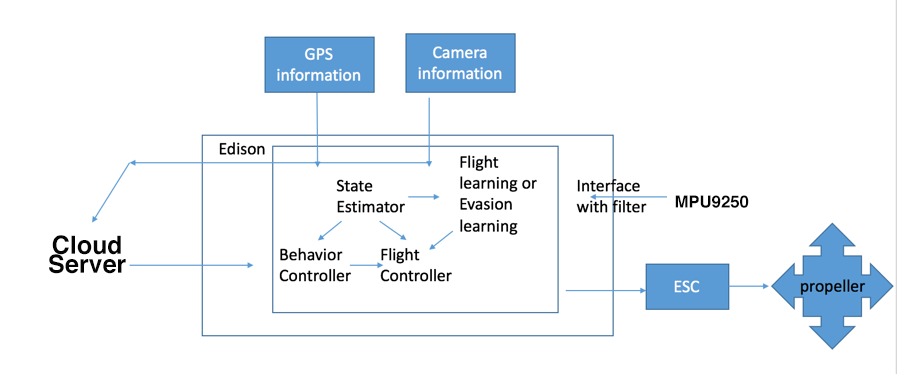 GPS
information
Camera
information
Edison
Flight
learning or
Evasion
learning
State
Estimator
Interface
with filter
MPU9250
Behavior
Controller
Flight
Controller
Cloud
Server
ESC
propeller